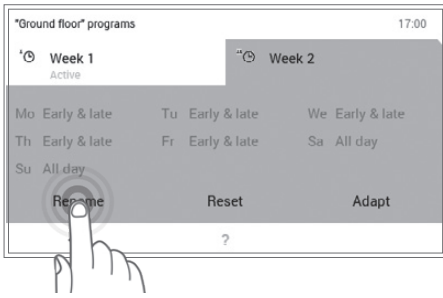 "Ground floor" programs 17:00
Week 1 Week 2
Active
Mo Early & late Tu Early & late We Early & late
Th Early & late Fr Early & late Sa All day
Su All day
Rename Reset Adapt
?